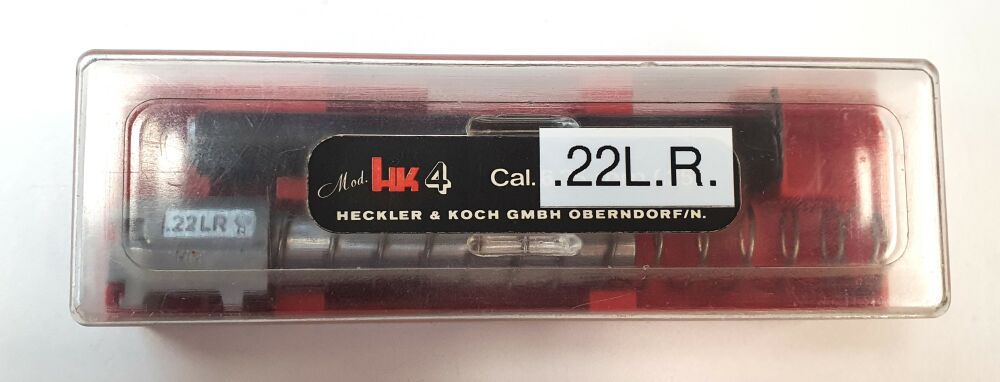 Mod. HK 4 Cal. .22L.R.
HECKLER & KOCH GMBH OBERNDORF/N.
.22LR